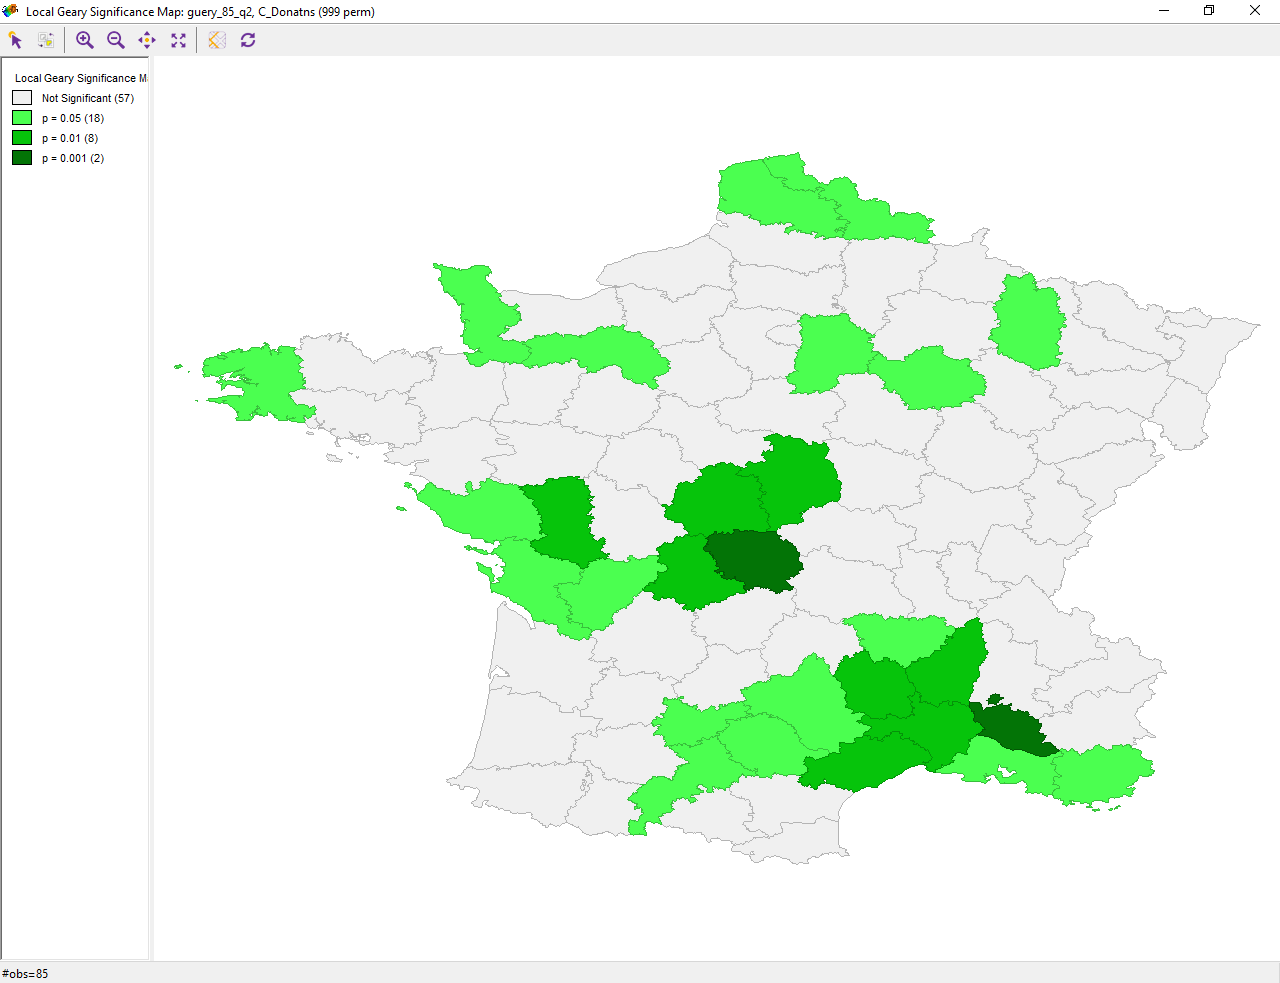 Local Geary Significance Map: guery_85_q2, C_Donatns (999 perm)
Local Geary Significance M
Not Significant (57)
p = 0.05 (18)
p = 0.01 (8)
p = 0.001 (2)
#obs=85